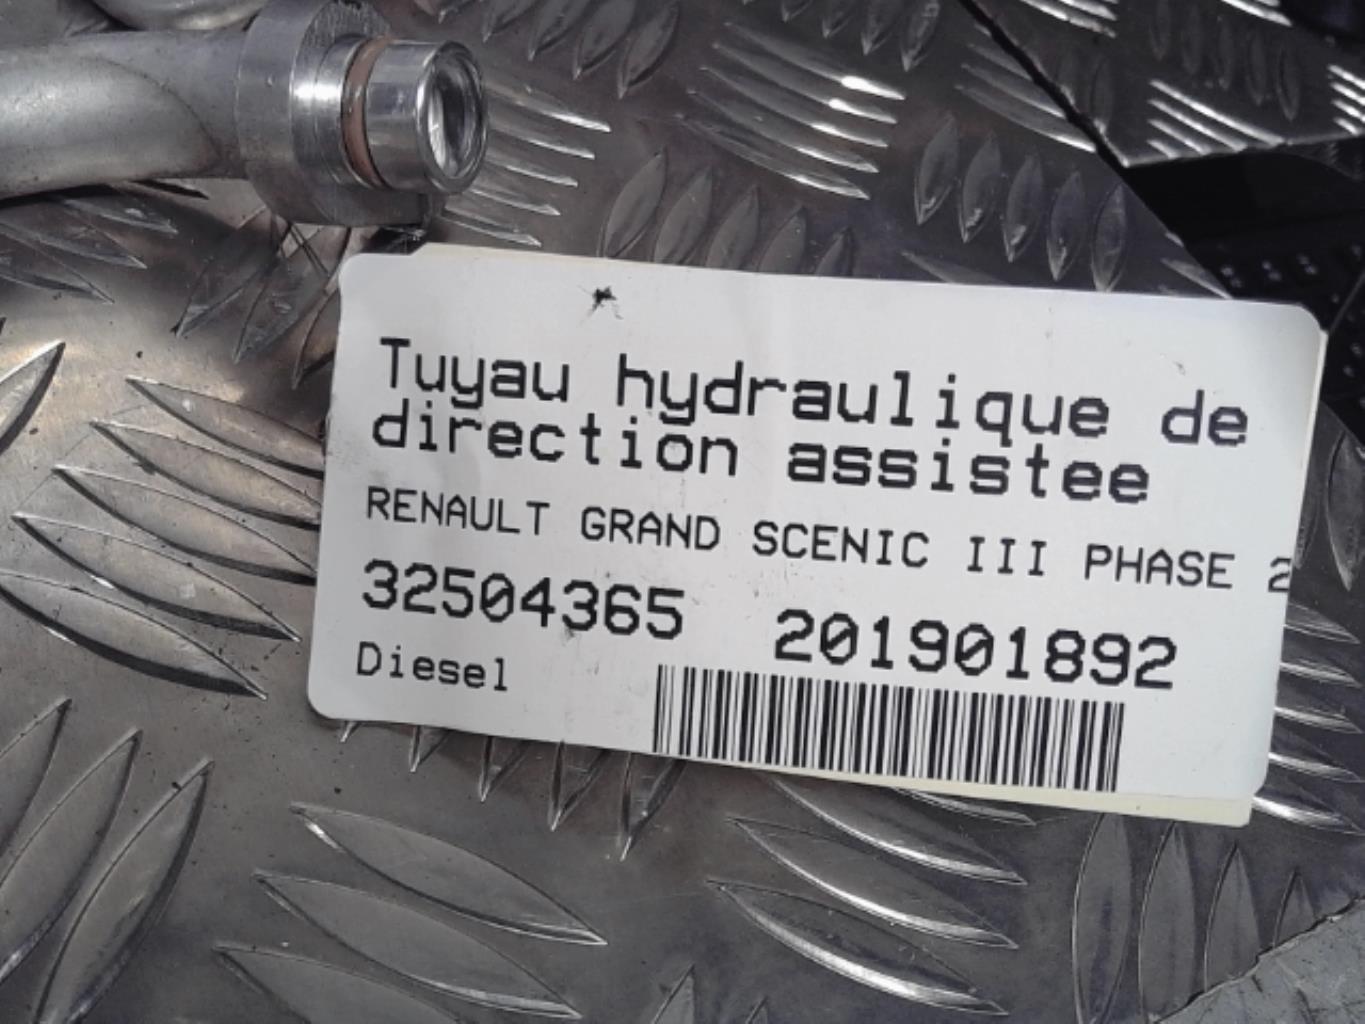 Tuyau hydraulique de
direction assistee
RENAULT GRAND SCENIC III PHASE 2
32504365 201901892
Diesel